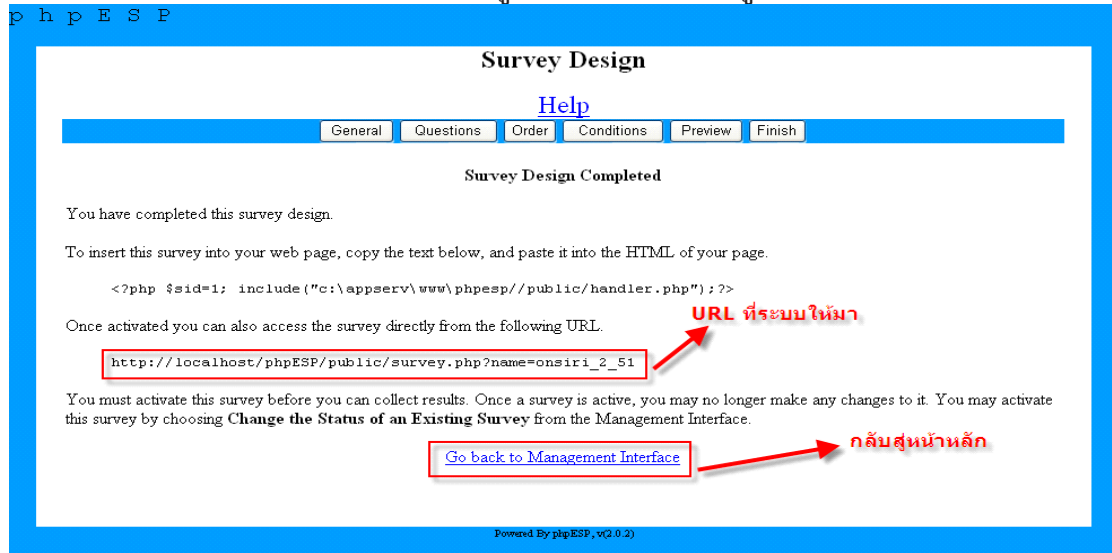 p h p E S P
Survey Design
Help
General Questions Order Conditions Preview Finish
Survey Design Completed
You have completed this survey design.
To insert this survey into your web page, copy the text below, and paste it into the HTML of your page.
<?php $sid=1; include("c:\appserv\www\phpesp//public/handler.php");?>
URL ที่ระบบให้มา
Once activated you can also access the survey directly from the following URL.
http://localhost/phpESP/public/survey.php?name=onsiri_2_51
You must activate this survey before you can collect results. Once a survey is active, you may no longer make any changes to it. You may activate
this survey by choosing Change the Status of an Existing Survey from the Management Interface.
กลับสู่หน้าหลัก
Go back to Management Interface
Powered By phpESP, v(2.0.2)